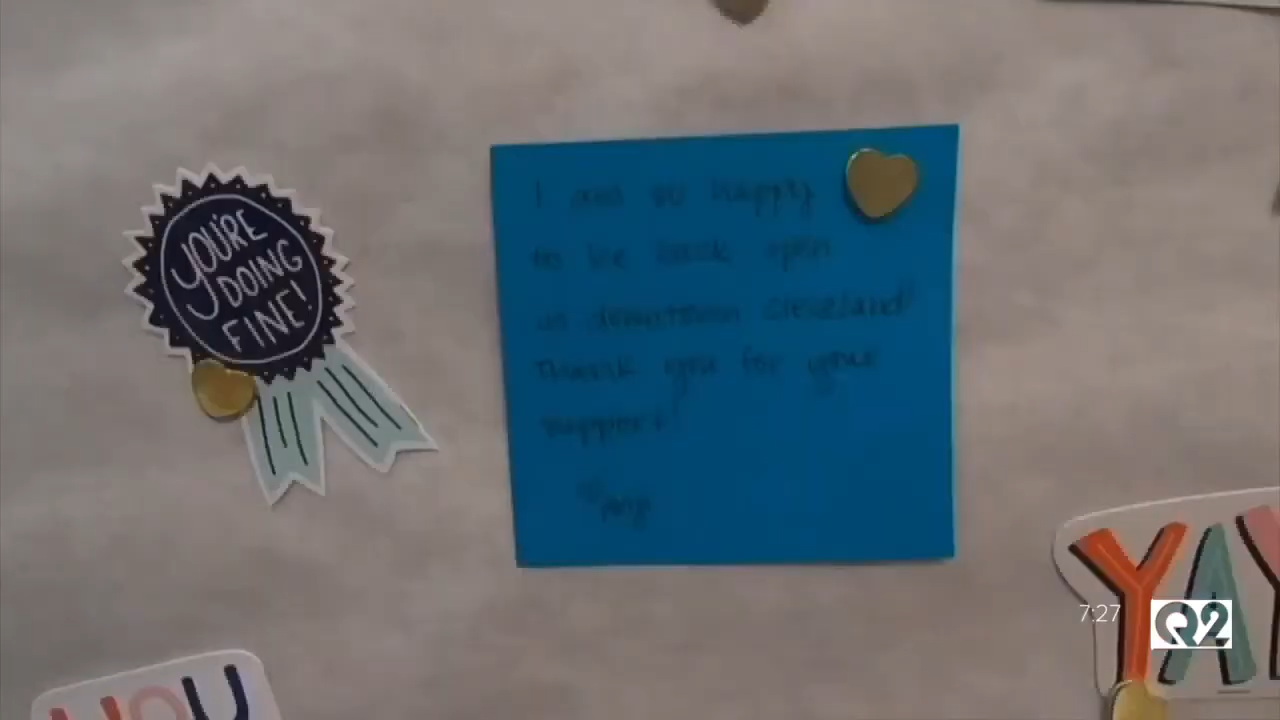 YOU'RE
DOING
FINE!
I am so happy
to be back open
in downtown Cleveland!
Thank you for your
support!
YAY
7:27
Q2
YOU